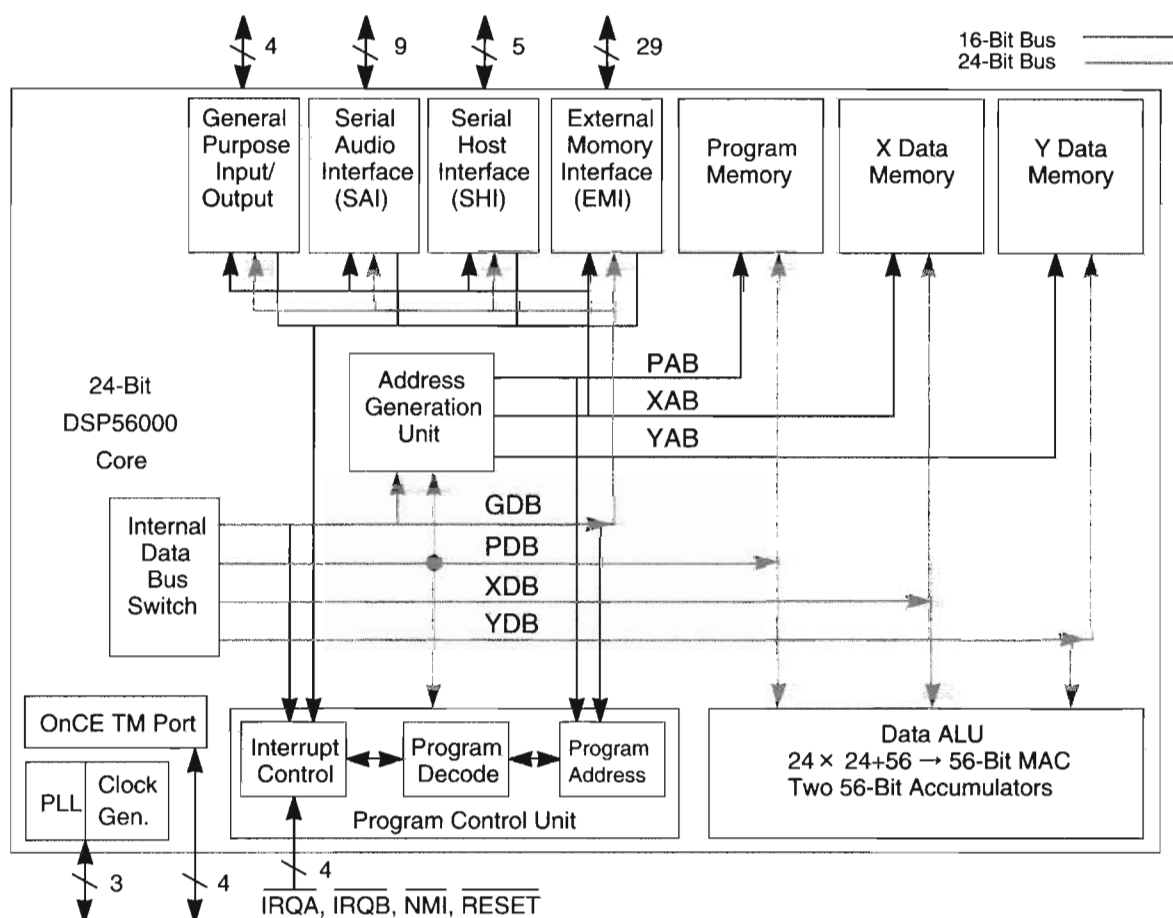 4
9
5
29
16-Bit Bus
24-Bit Bus
General
Purpose
Input/
Output
Serial
Audio
Interface
(SAI)
Serial
Host
Interface
(SHI)
External
Momory
Interface
(EMI)
Program
Memory
X Data
Memory
Y Data
Memory
24-Bit
DSP56000
Core
Address
Generation
Unit
PAB
XAB
YAB
Internal
Data
Bus
Switch
GDB
PDB
XDB
YDB
OnCE TM Port
PLL
Clock
Gen.
Interrupt
Control
Program
Decode
Program
Address
Program Control Unit
Data ALU
24 × 24+56 → 56-Bit MAC
Two 56-Bit Accumulators
3
4
4
IRQA, IRQB, NMI, RESET